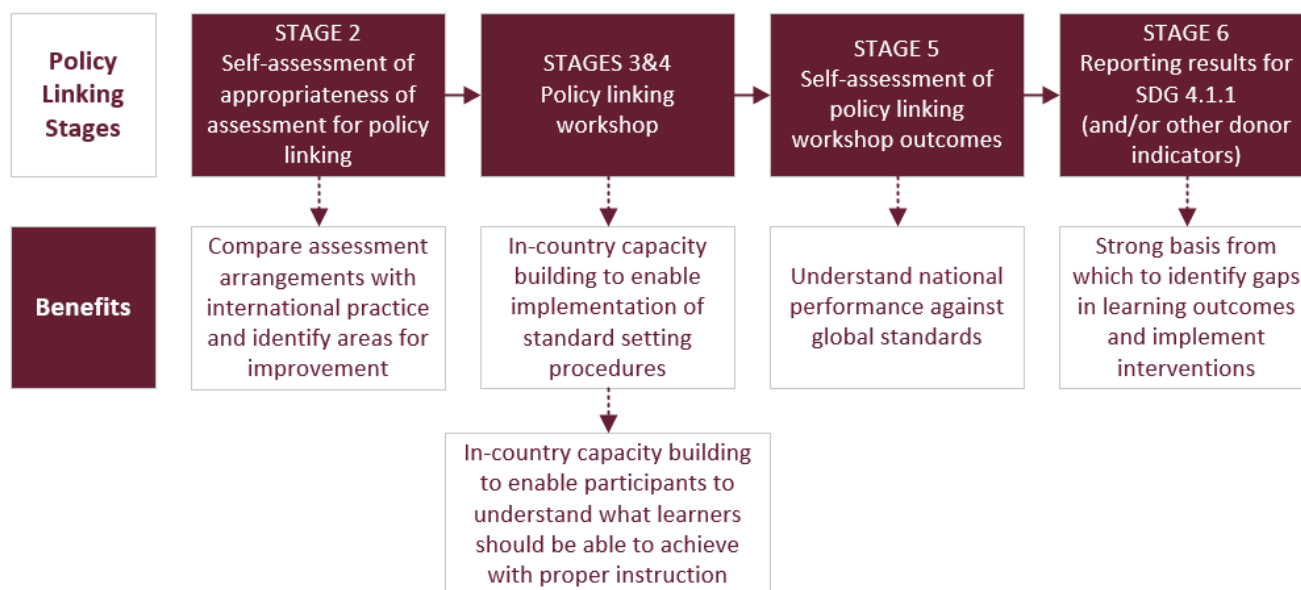 Policy
Linking
Stages
STAGE 2
Self-assessment of
appropriateness of
assessment for policy
linking
STAGES 3&4
Policy linking
workshop
STAGE 5
Self-assessment of
policy linking
workshop outcomes
STAGE 6
Reporting results for
SDG 4.1.1
(and/or other donor
indicators)
Benefits
Compare assessment
arrangements with
international practice
and identify areas for
improvement
In-country capacity
building to enable
implementation of
standard setting
procedures
Understand national
performance against
global standards
Strong basis from
which to identify gaps
in learning outcomes
and implement
interventions
In-country capacity building
to enable participants to
understand what learners
should be able to achieve
with proper instruction